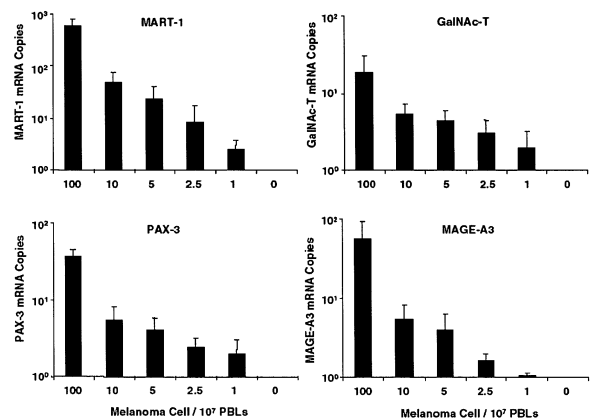 MART-1
MART-1 mRNA Copies
10³
10²
10¹
10⁰
100 10 5 2.5 1 0
GalNAc-T
GalNAc-T mRNA Copies
10²
10¹
10⁰
100 10 5 2.5 1 0
PAX-3
PAX-3 mRNA Copies
10²
10¹
10⁰
100 10 5 2.5 1 0
Melanoma Cell / 10⁷ PBLs
MAGE-A3
MAGE-A3 mRNA Copies
10²
10¹
10⁰
100 10 5 2.5 1 0
Melanoma Cell / 10⁷ PBLs